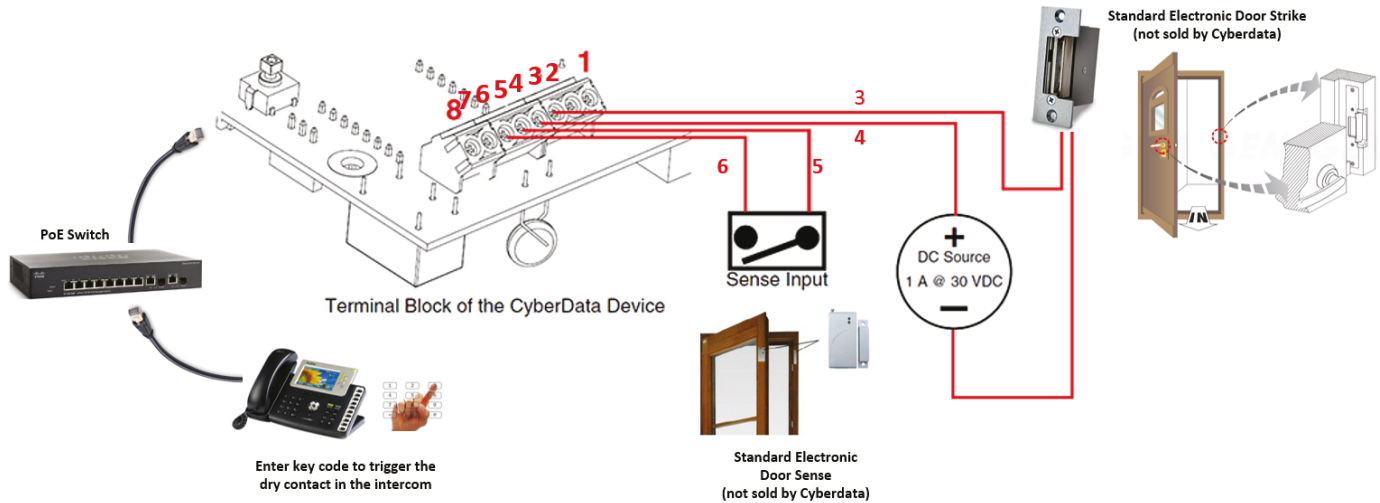 Standard Electronic Door Strike
(not sold by Cyberdata)
1
2
3
4
5
6
7
8
3
4
6
5
IN
PoE Switch
+
DC Source
1 A @ 30 VDC
—
Sense Input
Terminal Block of the CyberData Device
Enter key code to trigger the
dry contact in the intercom
Standard Electronic
Door Sense
(not sold by Cyberdata)